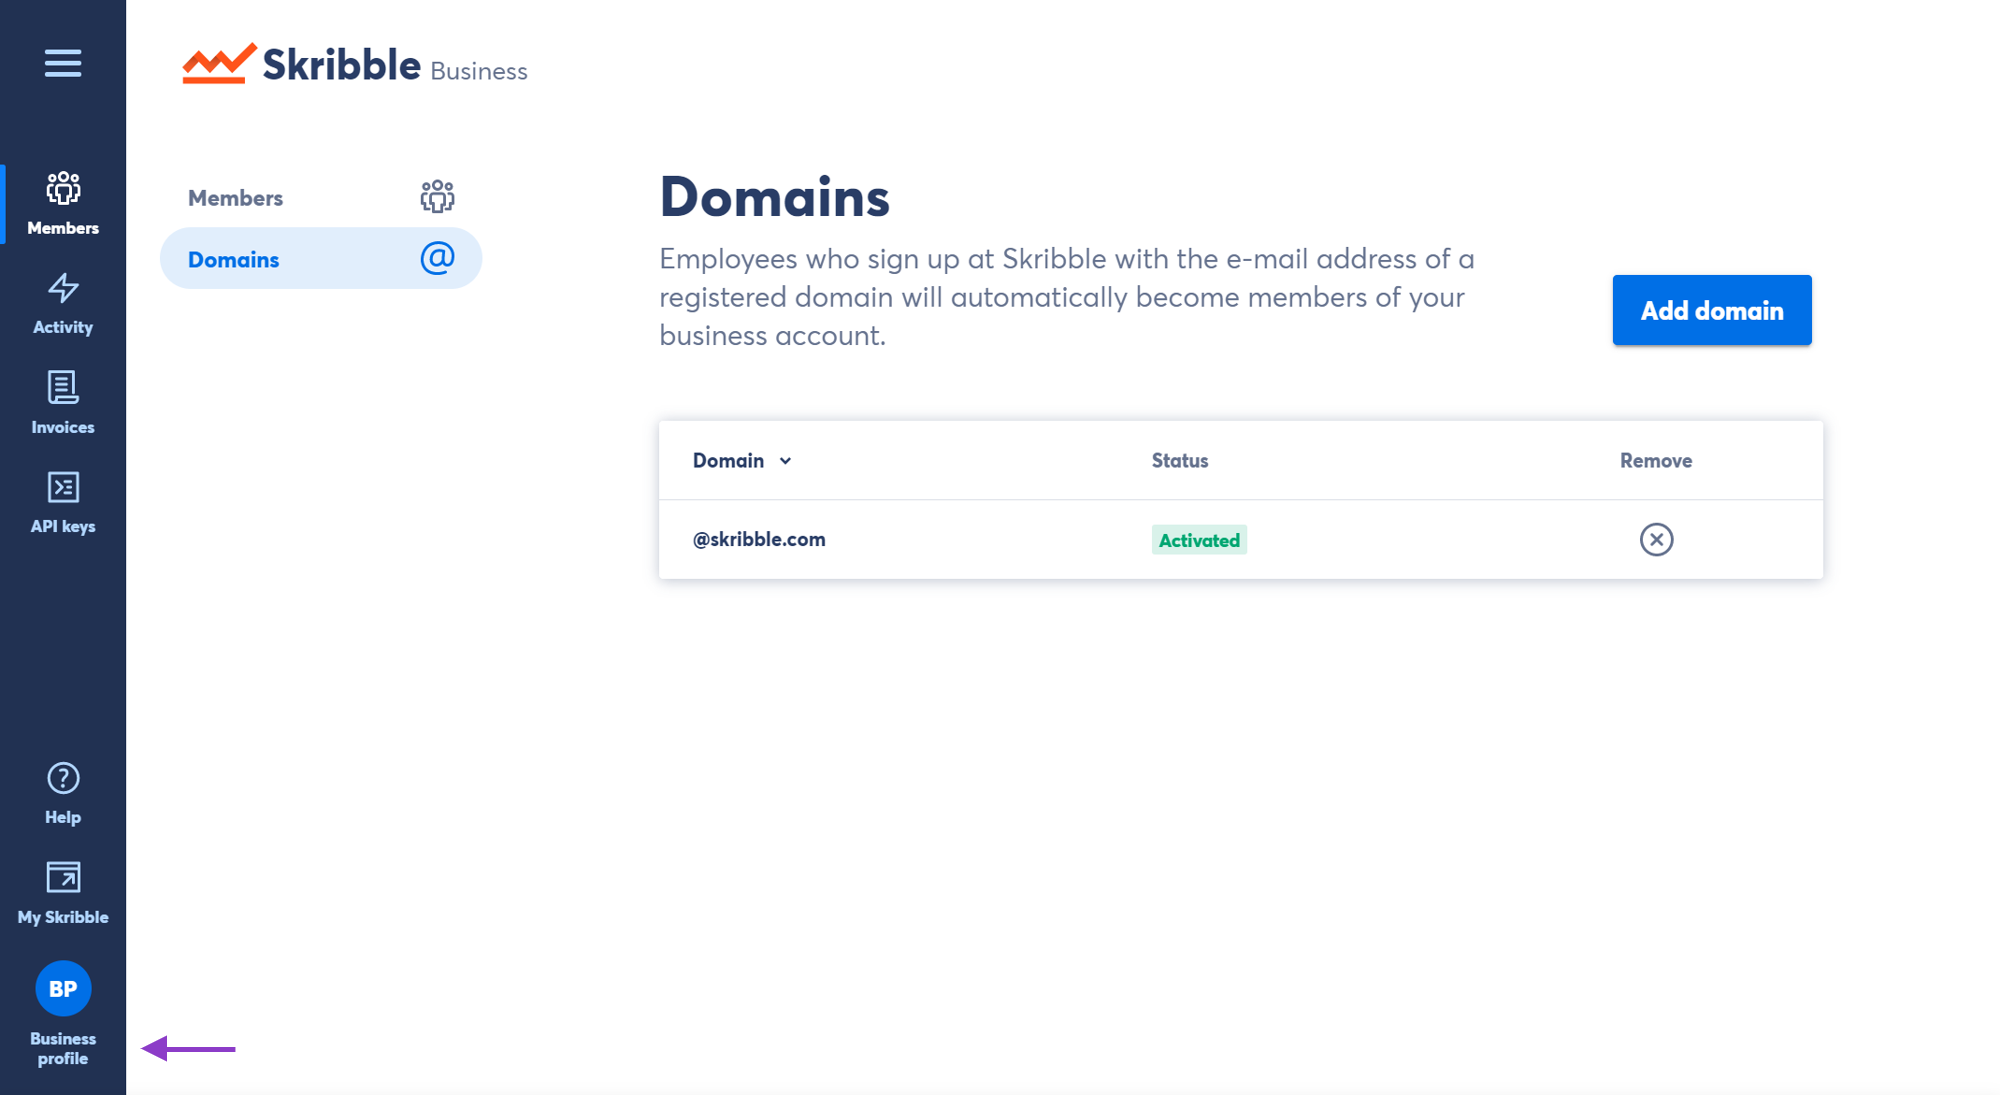 Skribble Business
Members
Activity
Invoices
API keys
Help
My Skribble
BP
Business
profile
Members
Domains
Domains
Employees who sign up at Skribble with the e-mail address of a
registered domain will automatically become members of your
business account.
Add domain
Domain Status Remove
@skribble.com Activated